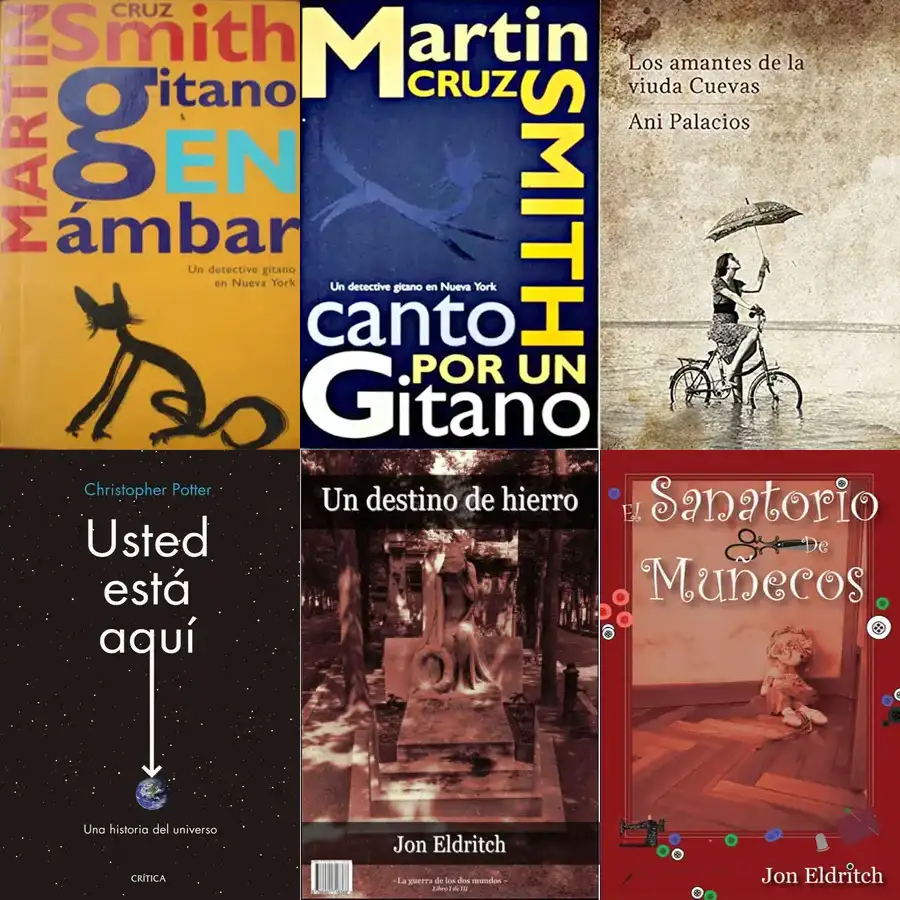 MARTIN
CRUZ
Smith
gitano
EN
ámbar
Un detective gitano
en Nueva York
Martin
CRUZ
SMITH
Un detective gitano en Nueva York
canto
POR UN
Gitano
Los amantes de la
viuda Cuevas
Ani Palacios
Christopher Potter
Usted
está
aquí
Una historia del universo
CRÍTICA
Un destino de hierro
Jon Eldritch
- La guerra de los dos mundos -
Libro I de III
El Sanatorio
De
Muñecos
Jon Eldritch